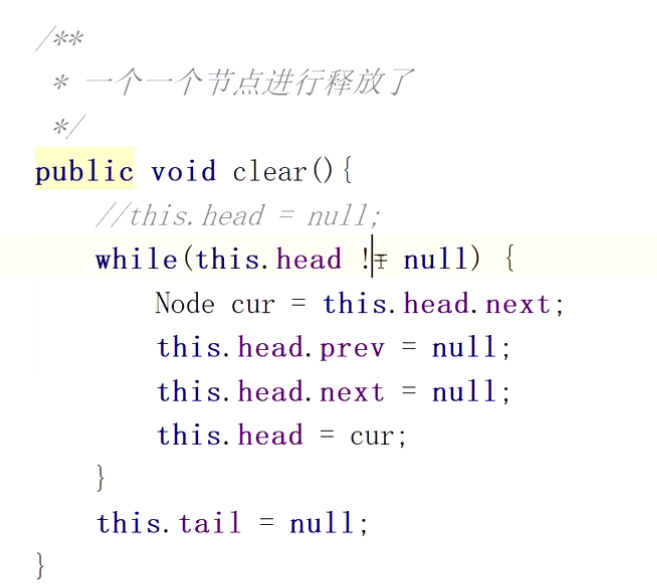 /**
 * 一个一个节点进行释放了
 */
public void clear(){
    //this.head = null;
    while(this.head != null) {
        Node cur = this.head.next;
        this.head.prev = null;
        this.head.next = null;
        this.head = cur;
    }
    this.tail = null;
}